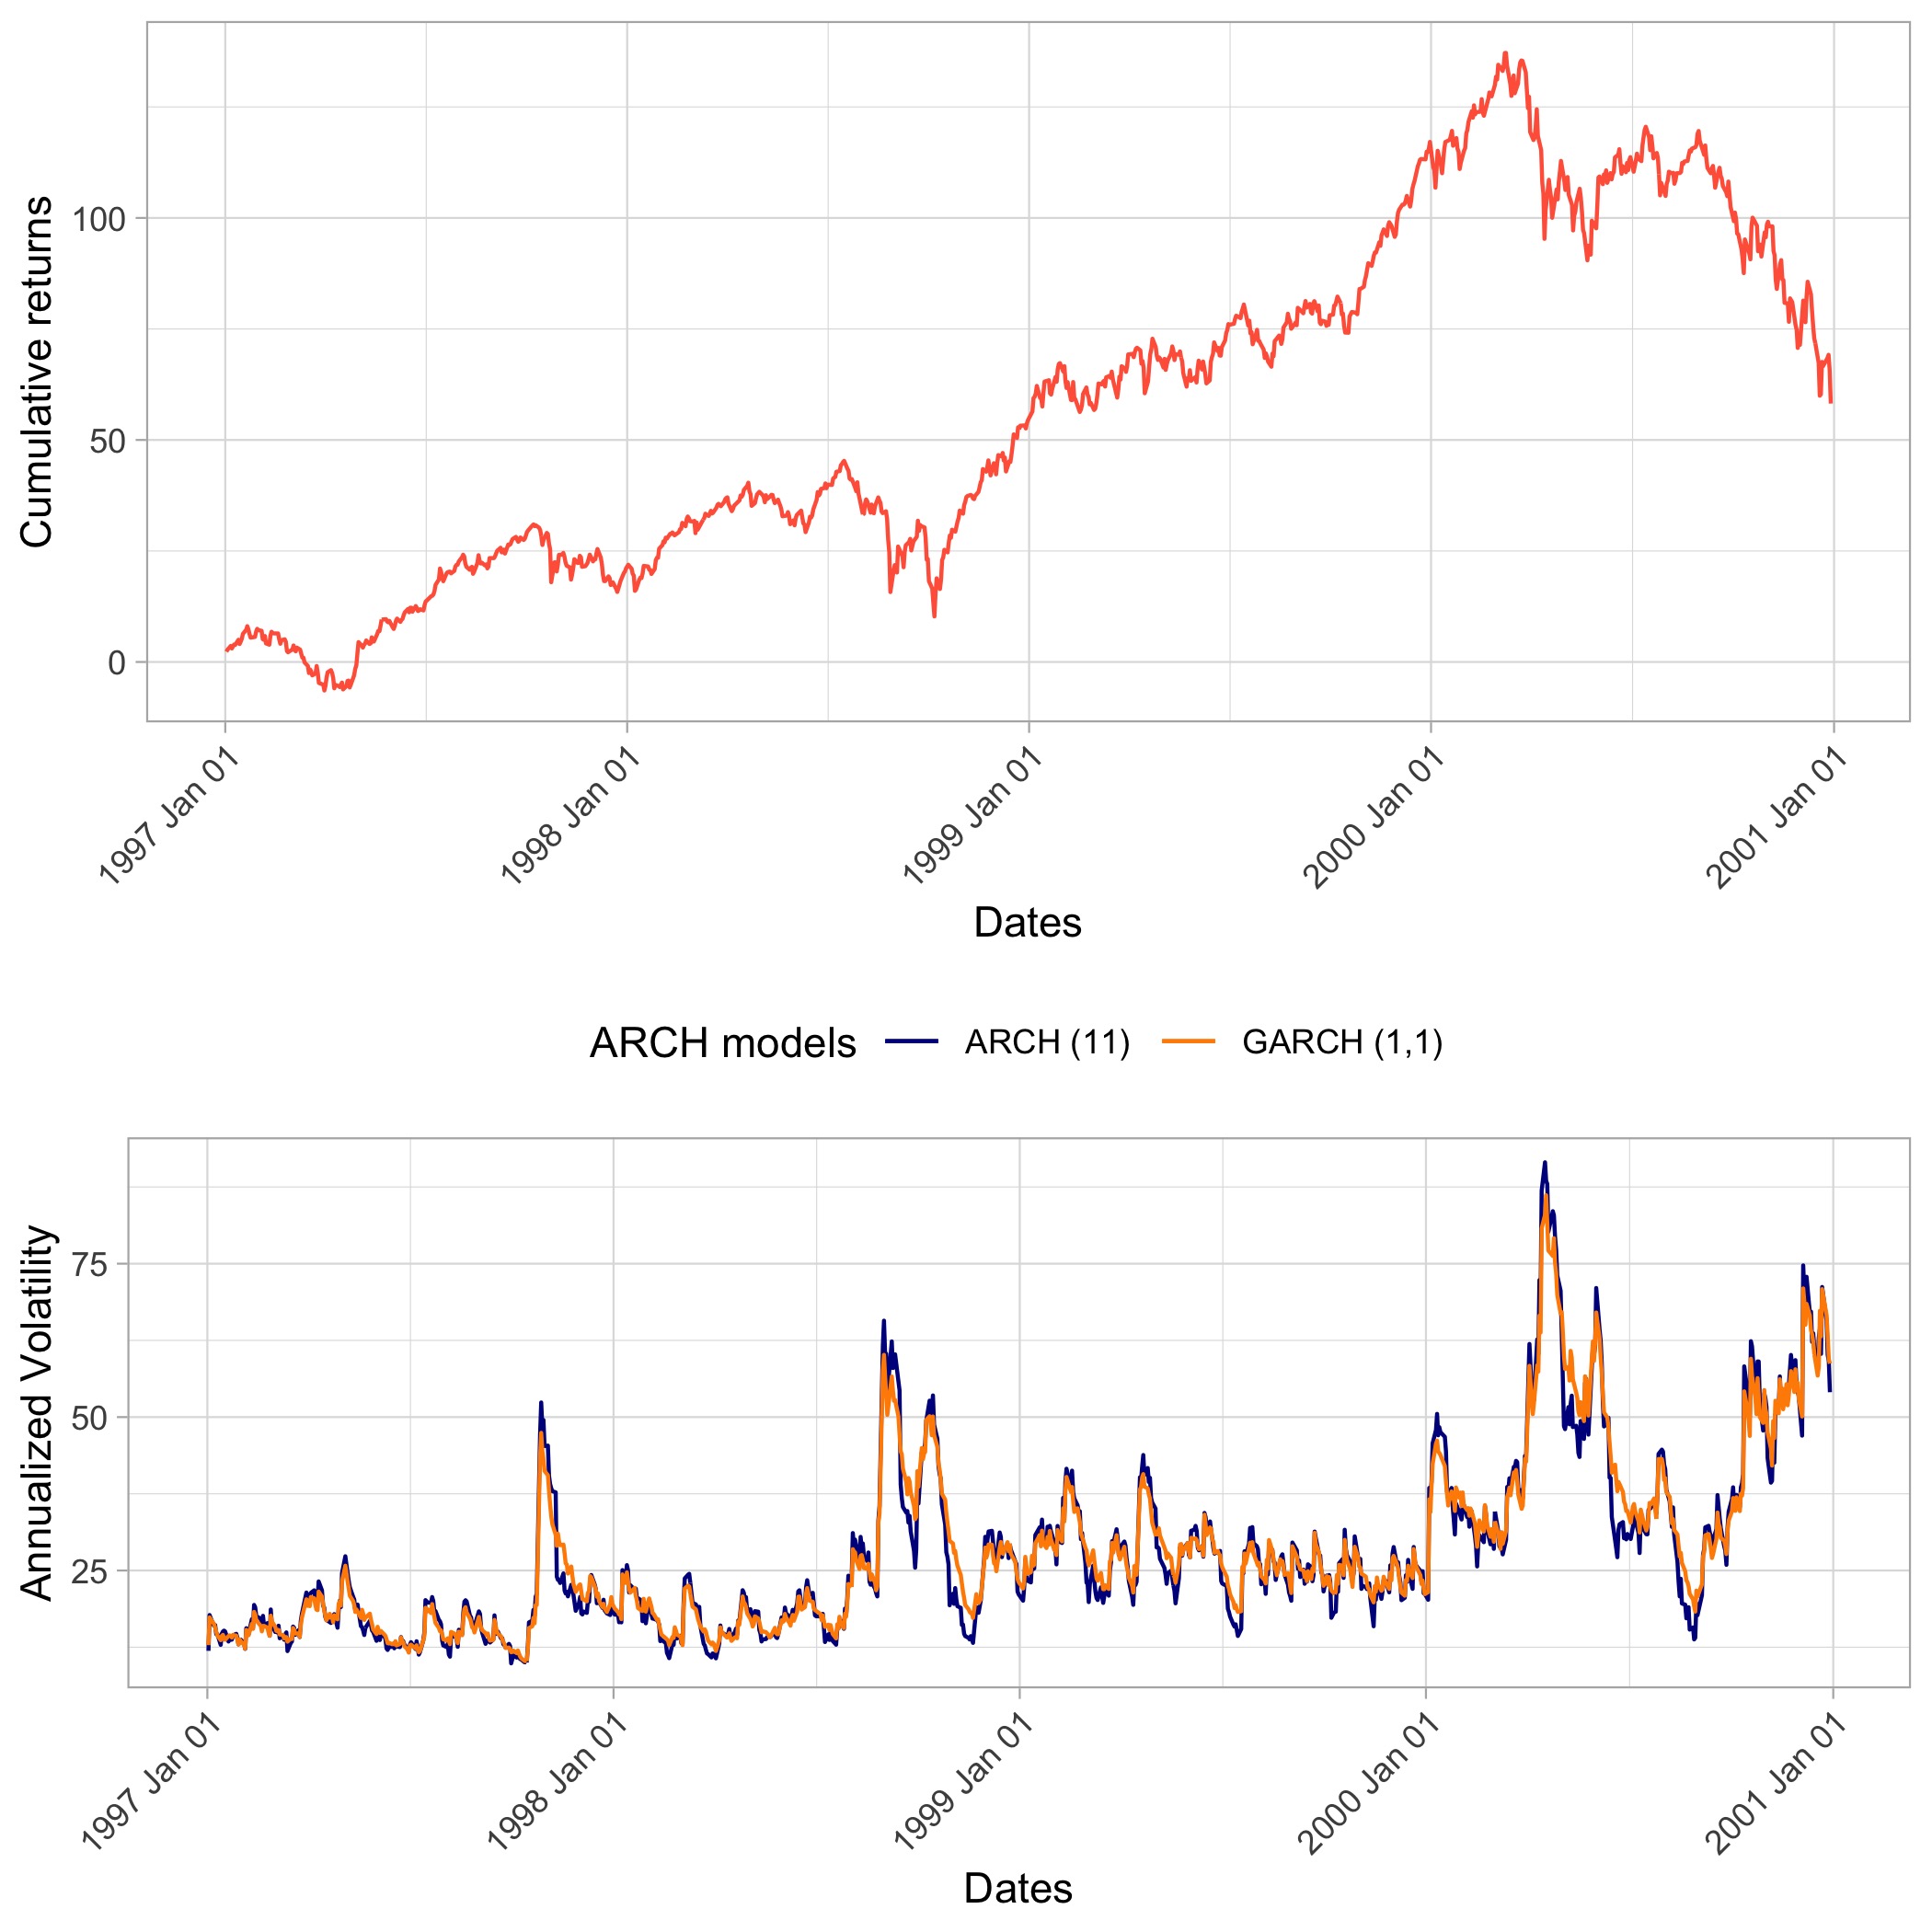 Cumulative returns
100
50
0
1997 Jan 01
1998 Jan 01
1999 Jan 01
2000 Jan 01
2001 Jan 01
Dates
ARCH models ARCH (11) GARCH (1,1)
Annualized Volatility
75
50
25
1997 Jan 01
1998 Jan 01
1999 Jan 01
2000 Jan 01
2001 Jan 01
Dates